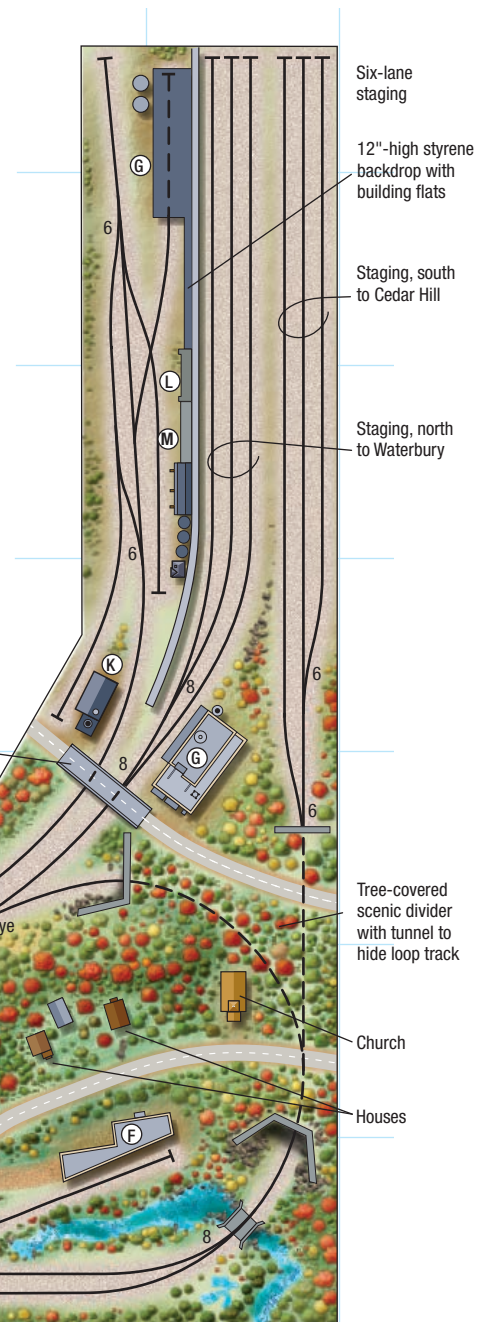 Six-lane
staging
12"-high styrene
backdrop with
building flats
G
6
Staging, south
to Cedar Hill
L
M
Staging, north
to Waterbury
6
K
8
6
G
8
6
Tree-covered
scenic divider
with tunnel to
hide loop track
ye
Church
Houses
F
8